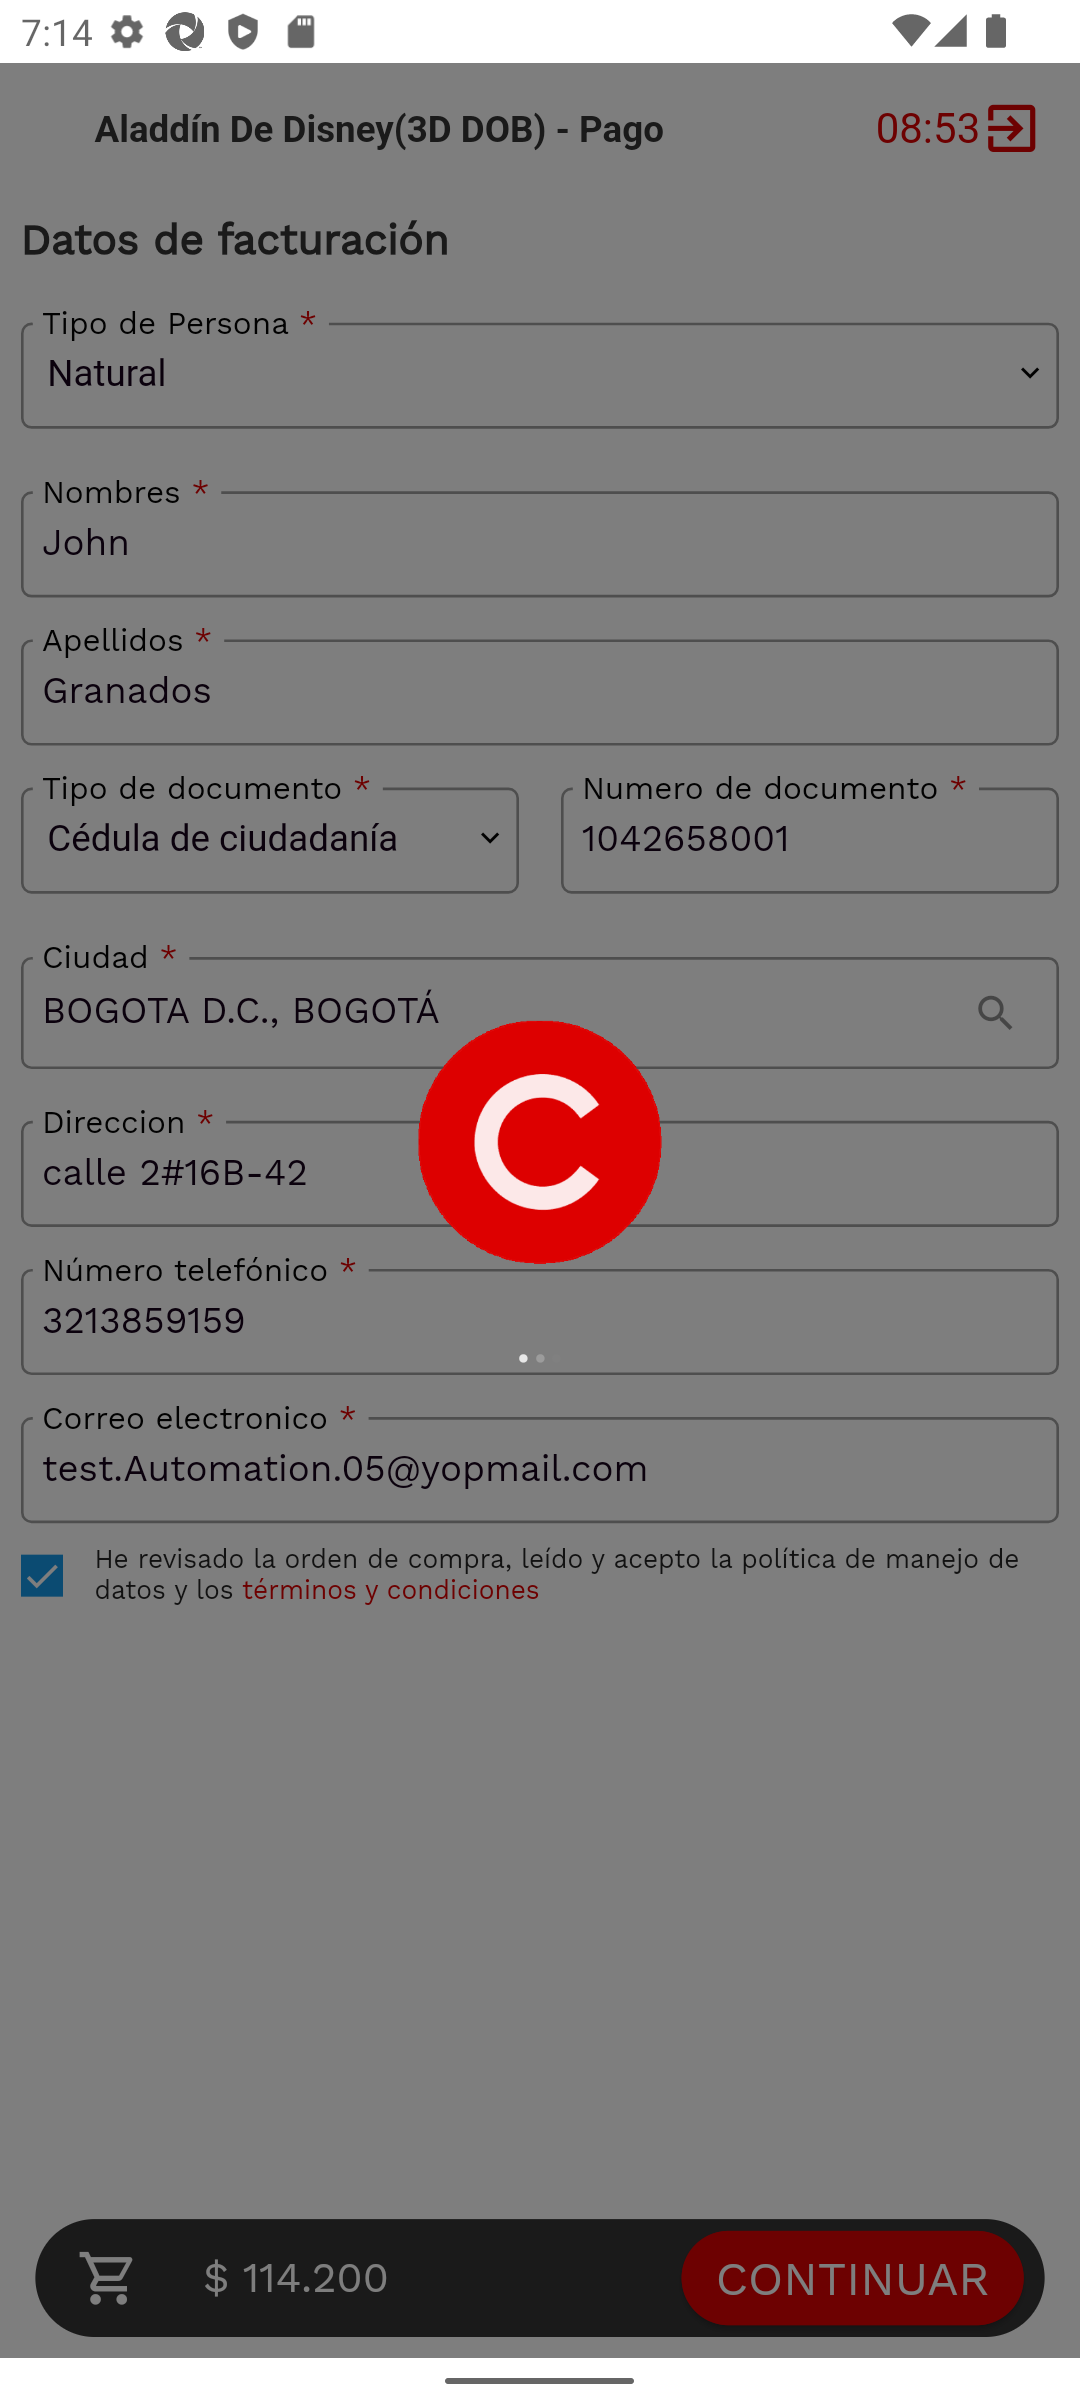 7:14
Aladdín De Disney(3D DOB) - Pago
08:53
Datos de facturación
Tipo de Persona *
Natural
Nombres *
John
Apellidos *
Granados
Tipo de documento *
Cédula de ciudadanía
Numero de documento *
1042658001
Ciudad *
BOGOTA D.C., BOGOTÁ
Direccion *
calle 2#16B-42
Número telefónico *
3213859159
Correo electronico *
test.Automation.05@yopmail.com
He revisado la orden de compra, leído y acepto la política de manejo de
datos y los términos y condiciones
$ 114.200
CONTINUAR